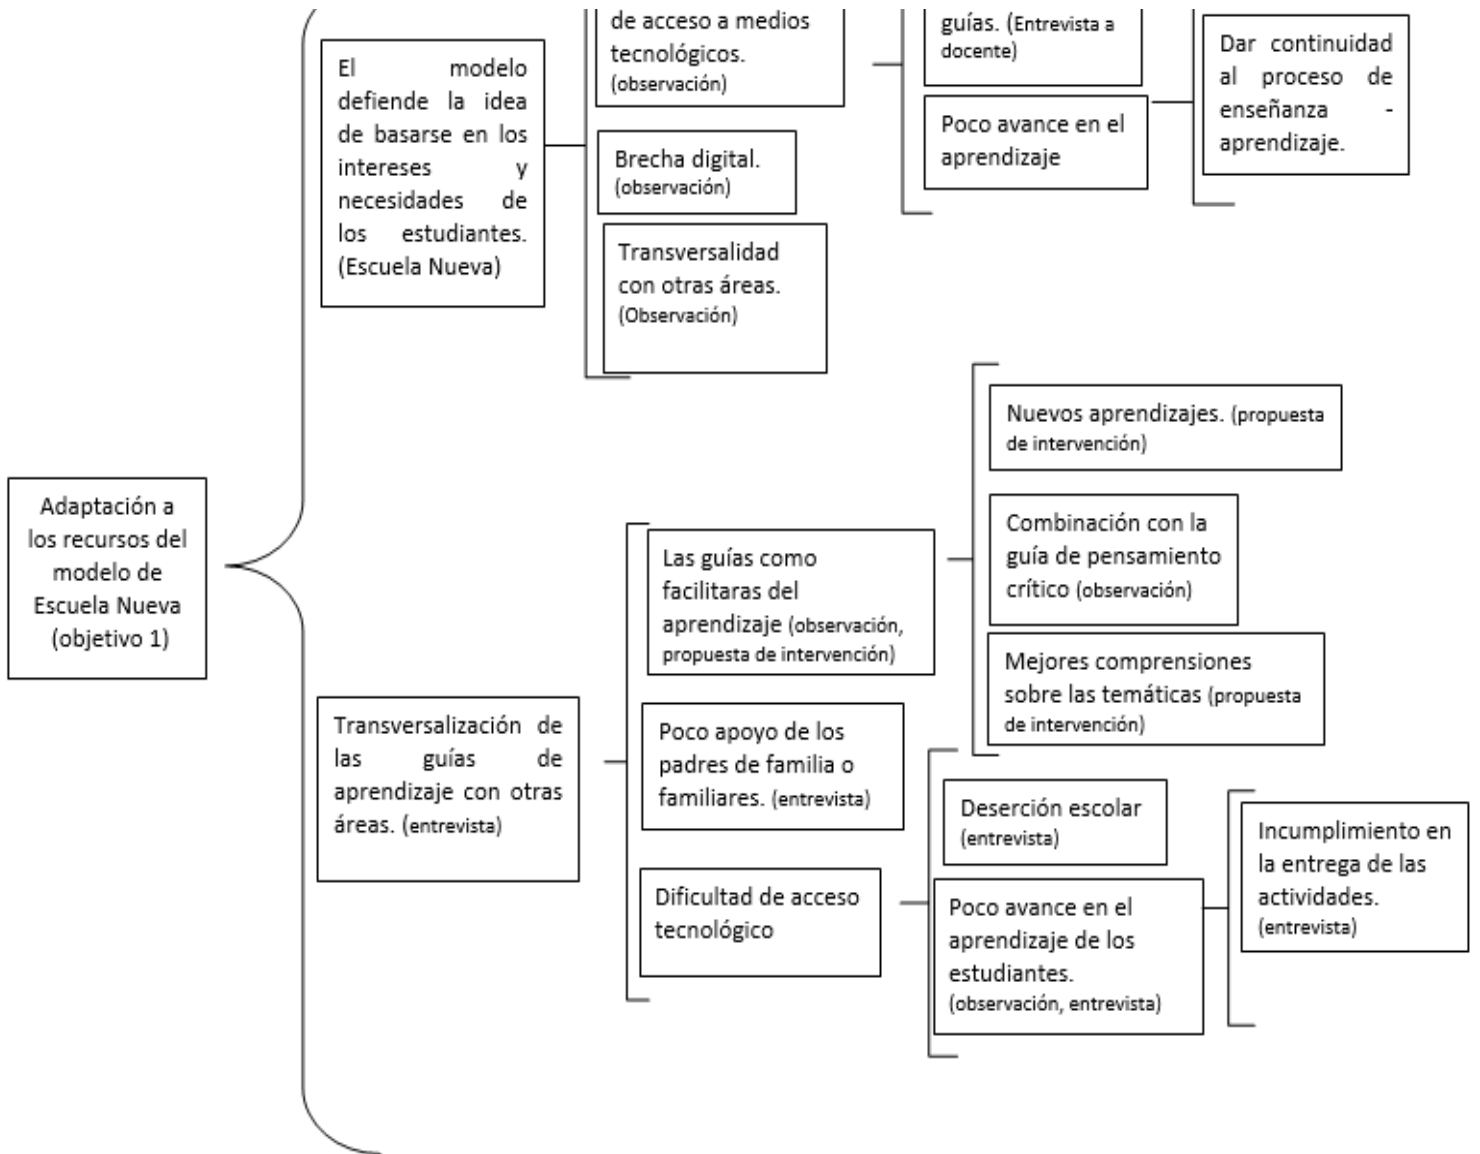 de acceso a medios
tecnológicos.
(observación)
guías. (Entrevista a
docente)
Dar continuidad
al proceso de
enseñanza -
aprendizaje.
El modelo
defiende la idea
de basarse en los
intereses y
necesidades de
los estudiantes.
(Escuela Nueva)
Brecha digital.
(observación)
Poco avance en el
aprendizaje
Transversalidad
con otras áreas.
(Observación)
Adaptación a
los recursos del
modelo de
Escuela Nueva
(objetivo 1)
Transversalización de
las guías de
aprendizaje con otras
áreas. (entrevista)
Las guías como
facilitaras del
aprendizaje (observación,
propuesta de intervención)
Nuevos aprendizajes. (propuesta
de intervención)
Combinación con la
guía de pensamiento
crítico (observación)
Mejores comprensiones
sobre las temáticas (propuesta
de intervención)
Poco apoyo de los
padres de familia o
familiares. (entrevista)
Dificultad de acceso
tecnológico
Deserción escolar
(entrevista)
Poco avance en el
aprendizaje de los
estudiantes.
(observación, entrevista)
Incumplimiento en
la entrega de las
actividades.
(entrevista)